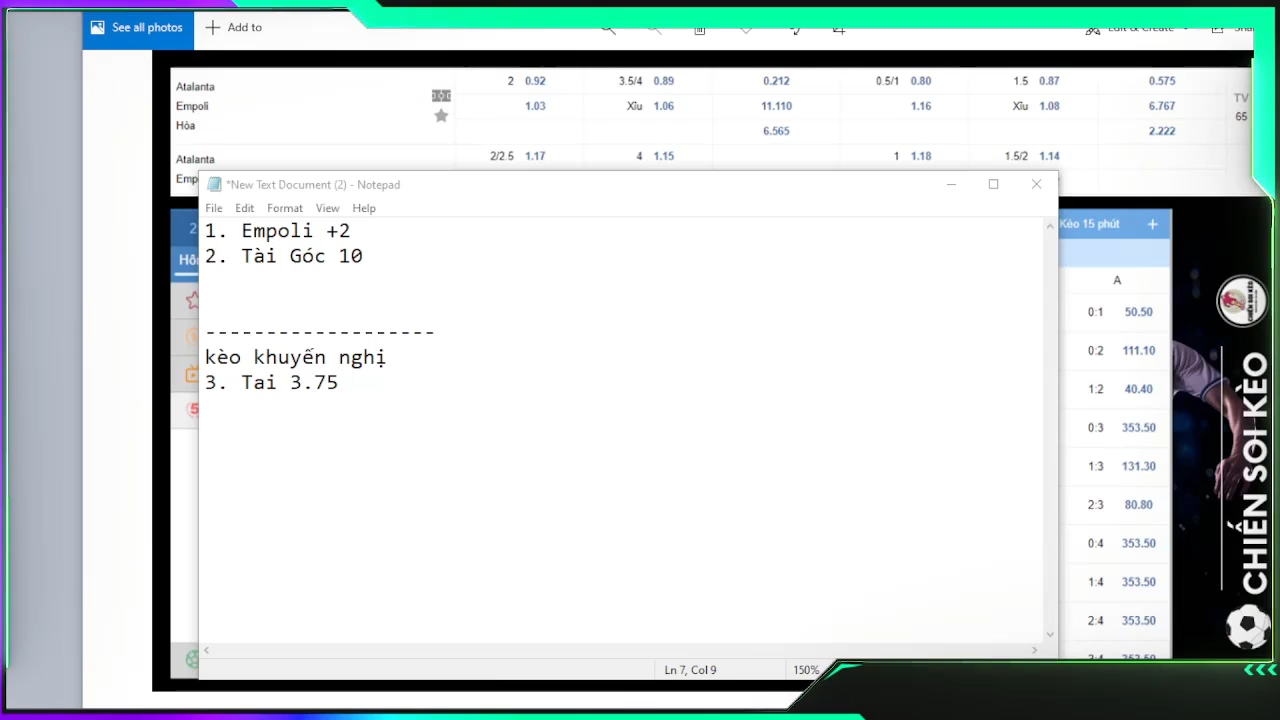 See all photos
Add to
Edit & Create
Atalanta 2 0.92 3.5/4 0.89 0.212 0.5/1 0.80 1.5 0.87 0.575
Empoli 1.03 Xỉu 1.06 11.110 1.16 Xỉu 1.08 6.767
Hòa 6.565 2.222
TV
65
Atalanta 2/2.5 1.17 4 1.15 1 1.18 1.5/2 1.14
*New Text Document (2) - Notepad
File Edit Format View Help
1. Empoli +2
2. Tài Góc 10
-------------------
kèo khuyến nghị
3. Tai 3.75
Ln 7, Col 9
150%
Kèo 15 phút +
A
0:1 50.50
0:2 111.10
1:2 40.40
0:3 353.50
1:3 131.30
2:3 80.80
0:4 353.50
1:4 353.50
2:4 353.50
CHIẾN SOI KÈO